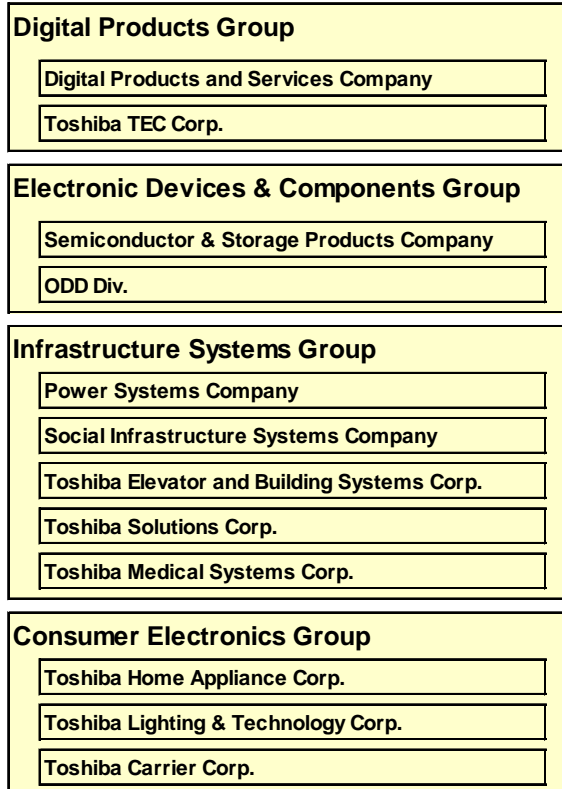 Digital Products Group
Digital Products and Services Company
Toshiba TEC Corp.
Electronic Devices & Components Group
Semiconductor & Storage Products Company
ODD Div.
Infrastructure Systems Group
Power Systems Company
Social Infrastructure Systems Company
Toshiba Elevator and Building Systems Corp.
Toshiba Solutions Corp.
Toshiba Medical Systems Corp.
Consumer Electronics Group
Toshiba Home Appliance Corp.
Toshiba Lighting & Technology Corp.
Toshiba Carrier Corp.